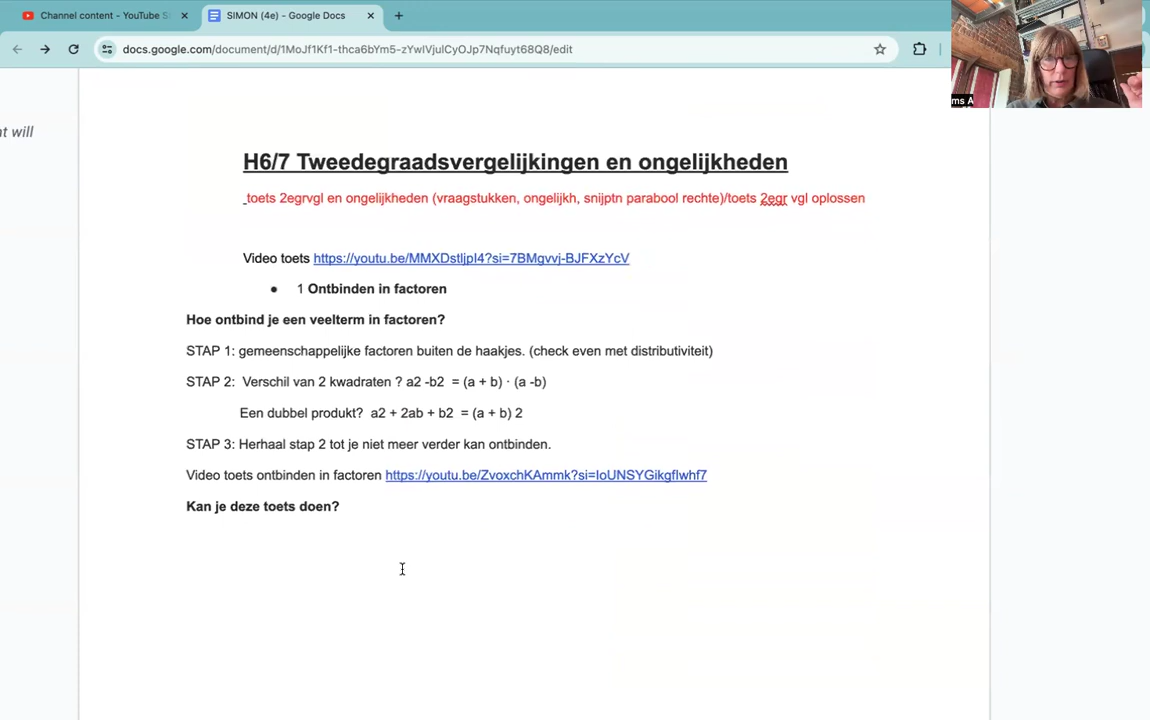 Channel content - YouTube S
SIMON (4e) - Google Docs
docs.google.com/document/d/1MoJf1Kf1-thca6bYm5-zYwIVjulCyOJp7Nqfuyt68Q8/edit
ms A
nt will
H6/7 Tweedegraadsvergelijkingen en ongelijkheden
toets 2egrvgl en ongelijkheden (vraagstukken, ongelijkh, snijptn parabool rechte)/toets 2egr vgl oplossen
Video toets https://youtu.be/MMXDstljpI4?si=7BMgvvj-BJFXzYcV
● 1 Ontbinden in factoren
Hoe ontbind je een veelterm in factoren?
STAP 1: gemeenschappelijke factoren buiten de haakjes. (check even met distributiviteit)
STAP 2: Verschil van 2 kwadraten ? a2 -b2 = (a + b) · (a -b)
Een dubbel produkt? a2 + 2ab + b2 = (a + b) 2
STAP 3: Herhaal stap 2 tot je niet meer verder kan ontbinden.
Video toets ontbinden in factoren https://youtu.be/ZvoxchKAmmk?si=IoUNSYGikgflwhf7
Kan je deze toets doen?